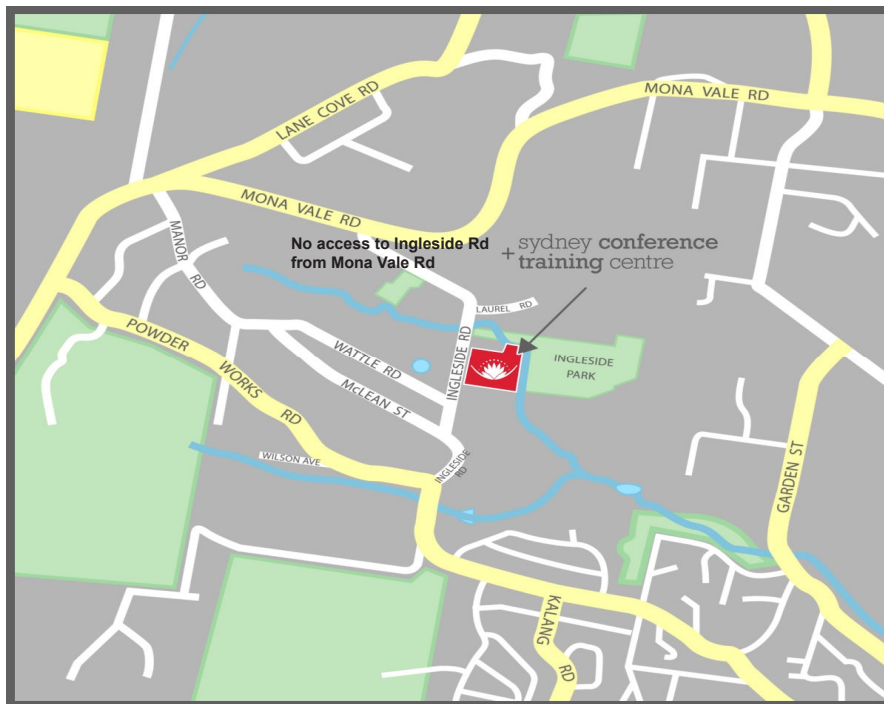 LANE COVE RD
MONA VALE RD
MONA VALE RD
MANOR RD
No access to Ingleside Rd
from Mona Vale Rd
+ sydney conference
training centre
LAUREL RD
INGLESIDE RD
INGLESIDE
PARK
POWDER WORKS RD
WATTLE RD
McLEAN ST
WILSON AVE
INGLESIDE
RD
GARDEN ST
KALANG RD